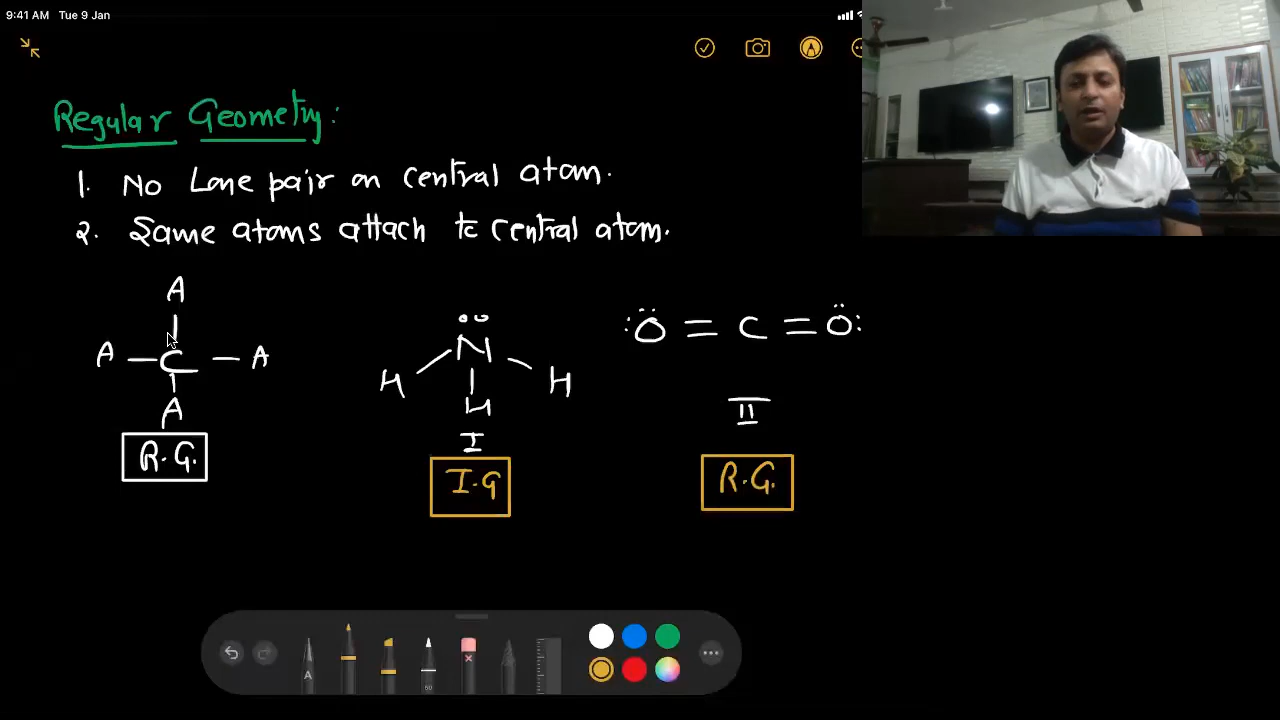 9:41 AM Tue 9 Jan
Regular Geometry:
1. No Lone pair on central atom.
2. Same atoms attach to central atom.
A
A – C – A
A
R.G.
N
H H H
I
I.G
:Ö = C = Ö:
II
R.G.
A
50